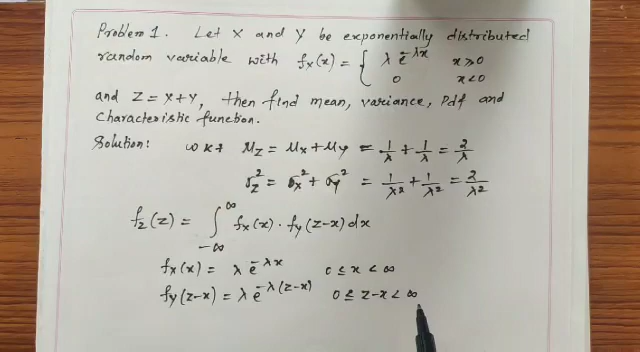 Problem 1. Let X and Y be exponentially distributed
random variable with fx(x) = { λ e^-λx x ≥ 0
0 x < 0
and Z = X+Y, then find mean, variance, Pdf and
Characteristic function.
Solution: w k t μz = μx + μy = 1/λ + 1/λ = 2/λ
σz² = σx² + σy² = 1/λ² + 1/λ² = 2/λ²
fz(z) = ∫_-∞^∞ fx(x) · fy(z-x) dx
fx(x) = λ e^-λx 0 ≤ x < ∞
fy(z-x) = λ e^-λ(z-x) 0 ≤ z-x < ∞